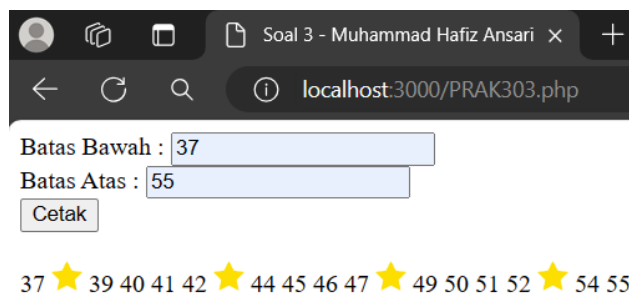 Soal 3 - Muhammad Hafiz Ansari
localhost:3000/PRAK303.php
Batas Bawah : 37
Batas Atas : 55
Cetak
37 ⭐ 39 40 41 42 ⭐ 44 45 46 47 ⭐ 49 50 51 52 ⭐ 54 55